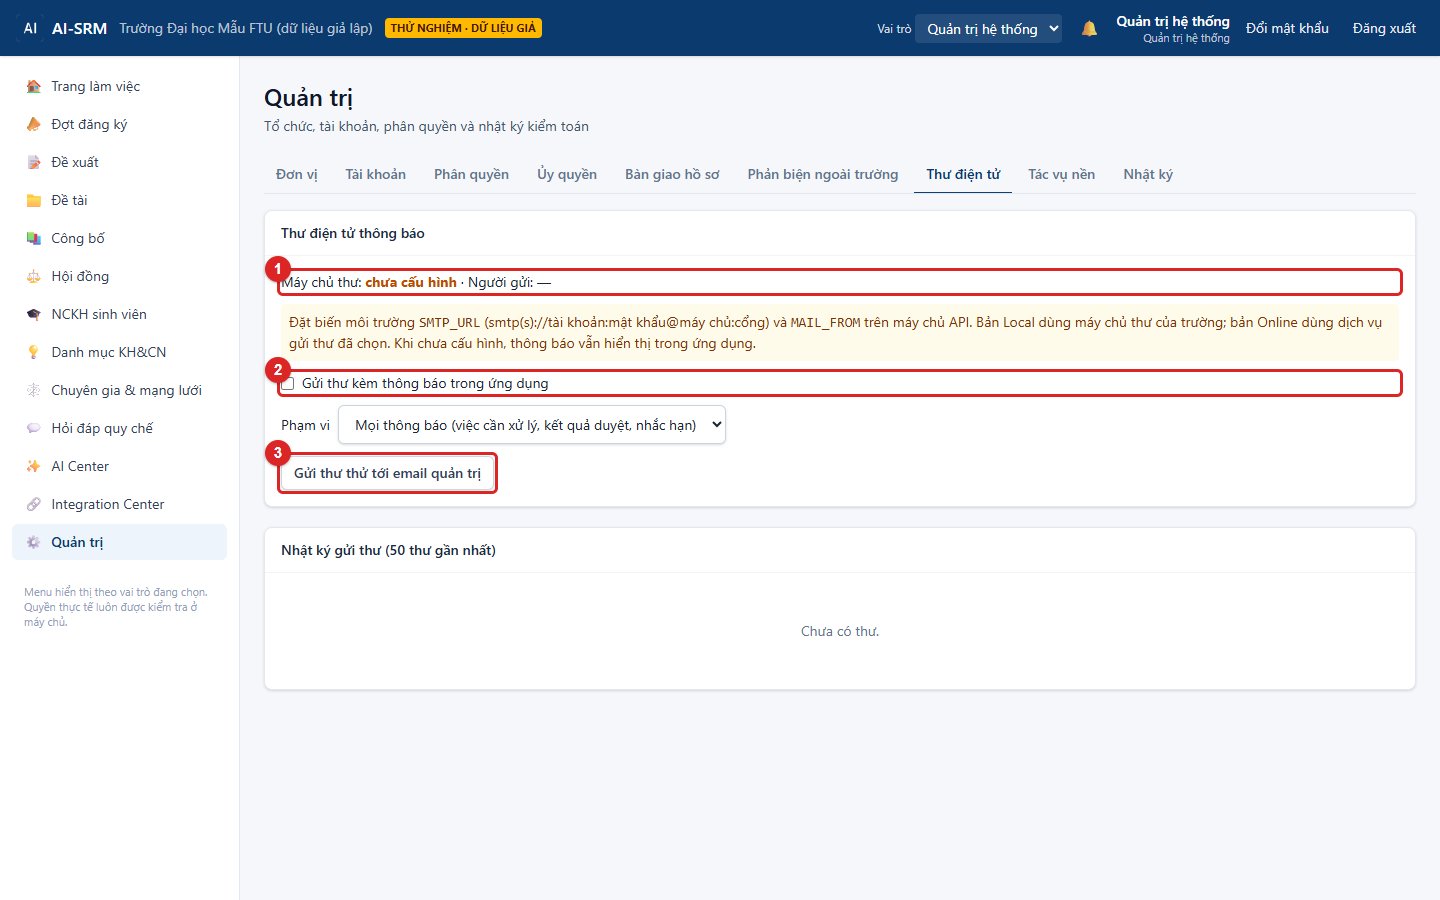 AI AI-SRM Trường Đại học Mẫu FTU (dữ liệu giả lập) THỬ NGHIỆM · DỮ LIỆU GIẢ Vai trò Quản trị hệ thống Quản trị hệ thống Đổi mật khẩu Đăng xuất
Quản trị hệ thống
Trang làm việc
Đợt đăng ký
Đề xuất
Đề tài
Công bố
Hội đồng
NCKH sinh viên
Danh mục KH&CN
Chuyên gia & mạng lưới
Hỏi đáp quy chế
AI Center
Integration Center
Quản trị
Menu hiển thị theo vai trò đang chọn.
Quyền thực tế luôn được kiểm tra ở
máy chủ.
Quản trị
Tổ chức, tài khoản, phân quyền và nhật ký kiểm toán
Đơn vị Tài khoản Phân quyền Ủy quyền Bàn giao hồ sơ Phản biện ngoài trường Thư điện tử Tác vụ nền Nhật ký
Thư điện tử thông báo
1
Máy chủ thư: chưa cấu hình · Người gửi: —
Đặt biến môi trường SMTP_URL (smtp(s)://tài khoản:mật khẩu@máy chủ:cổng) và MAIL_FROM trên máy chủ API. Bản Local dùng máy chủ thư của trường; bản Online dùng dịch vụ
gửi thư đã chọn. Khi chưa cấu hình, thông báo vẫn hiển thị trong ứng dụng.
2
Gửi thư kèm thông báo trong ứng dụng
Phạm vi Mọi thông báo (việc cần xử lý, kết quả duyệt, nhắc hạn)
3
Gửi thư thử tới email quản trị
Nhật ký gửi thư (50 thư gần nhất)
Chưa có thư.